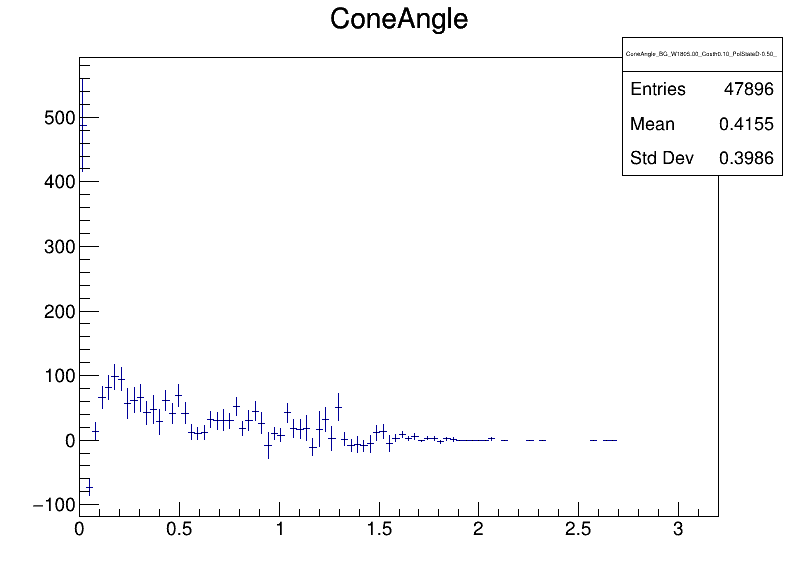 ConeAngle
ConeAngle_BG_W1805.00_Costh0.10_PolStateD-0.50_
Entries 47896
Mean 0.4155
Std Dev 0.3986
500
400
300
200
100
0
−100
0 0.5 1 1.5 2 2.5 3